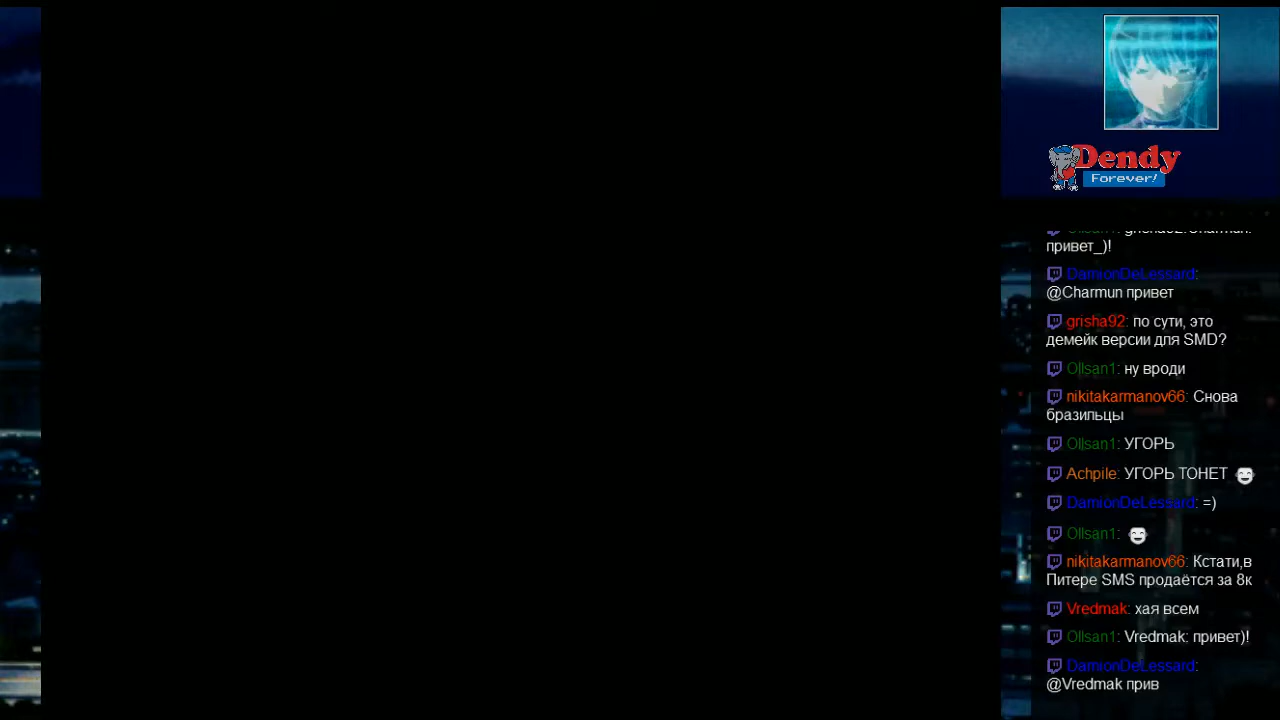 Dendy
Forever!
привет_)!
DamionDeLessard:
@Charmun привет
grisha92: по сути, это
демейк версии для SMD?
Ollsan1: ну вроди
nikitakarmanov66: Снова
бразильцы
Ollsan1: УГОРЬ
Achpile: УГОРЬ ТОНЕТ
DamionDeLessard: =)
Ollsan1:
nikitakarmanov66: Кстати,в
Питере SMS продаётся за 8к
Vredmak: хая всем
Ollsan1: Vredmak: привет)!
DamionDeLessard:
@Vredmak прив